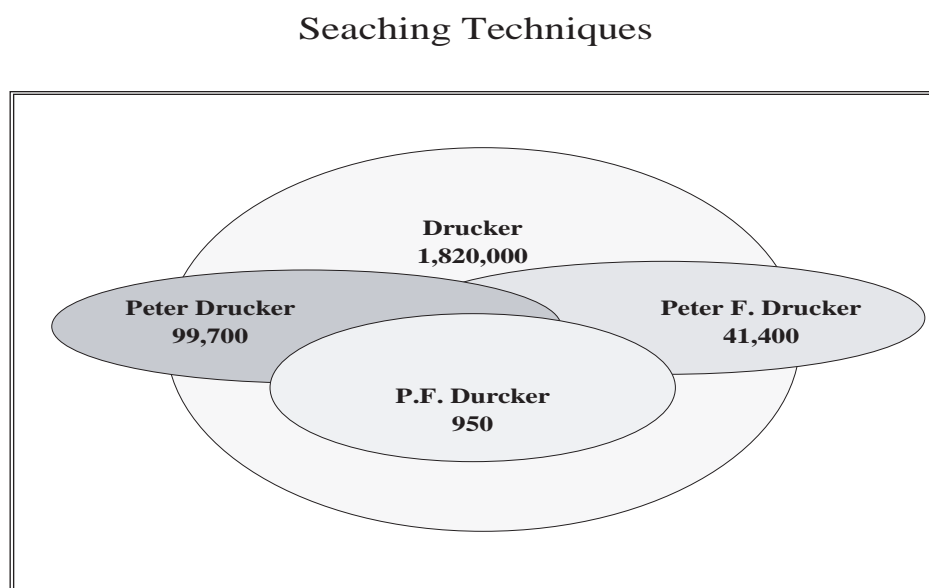 Seaching Techniques
Drucker
1,820,000
Peter Drucker
99,700
Peter F. Drucker
41,400
P.F. Durcker
950